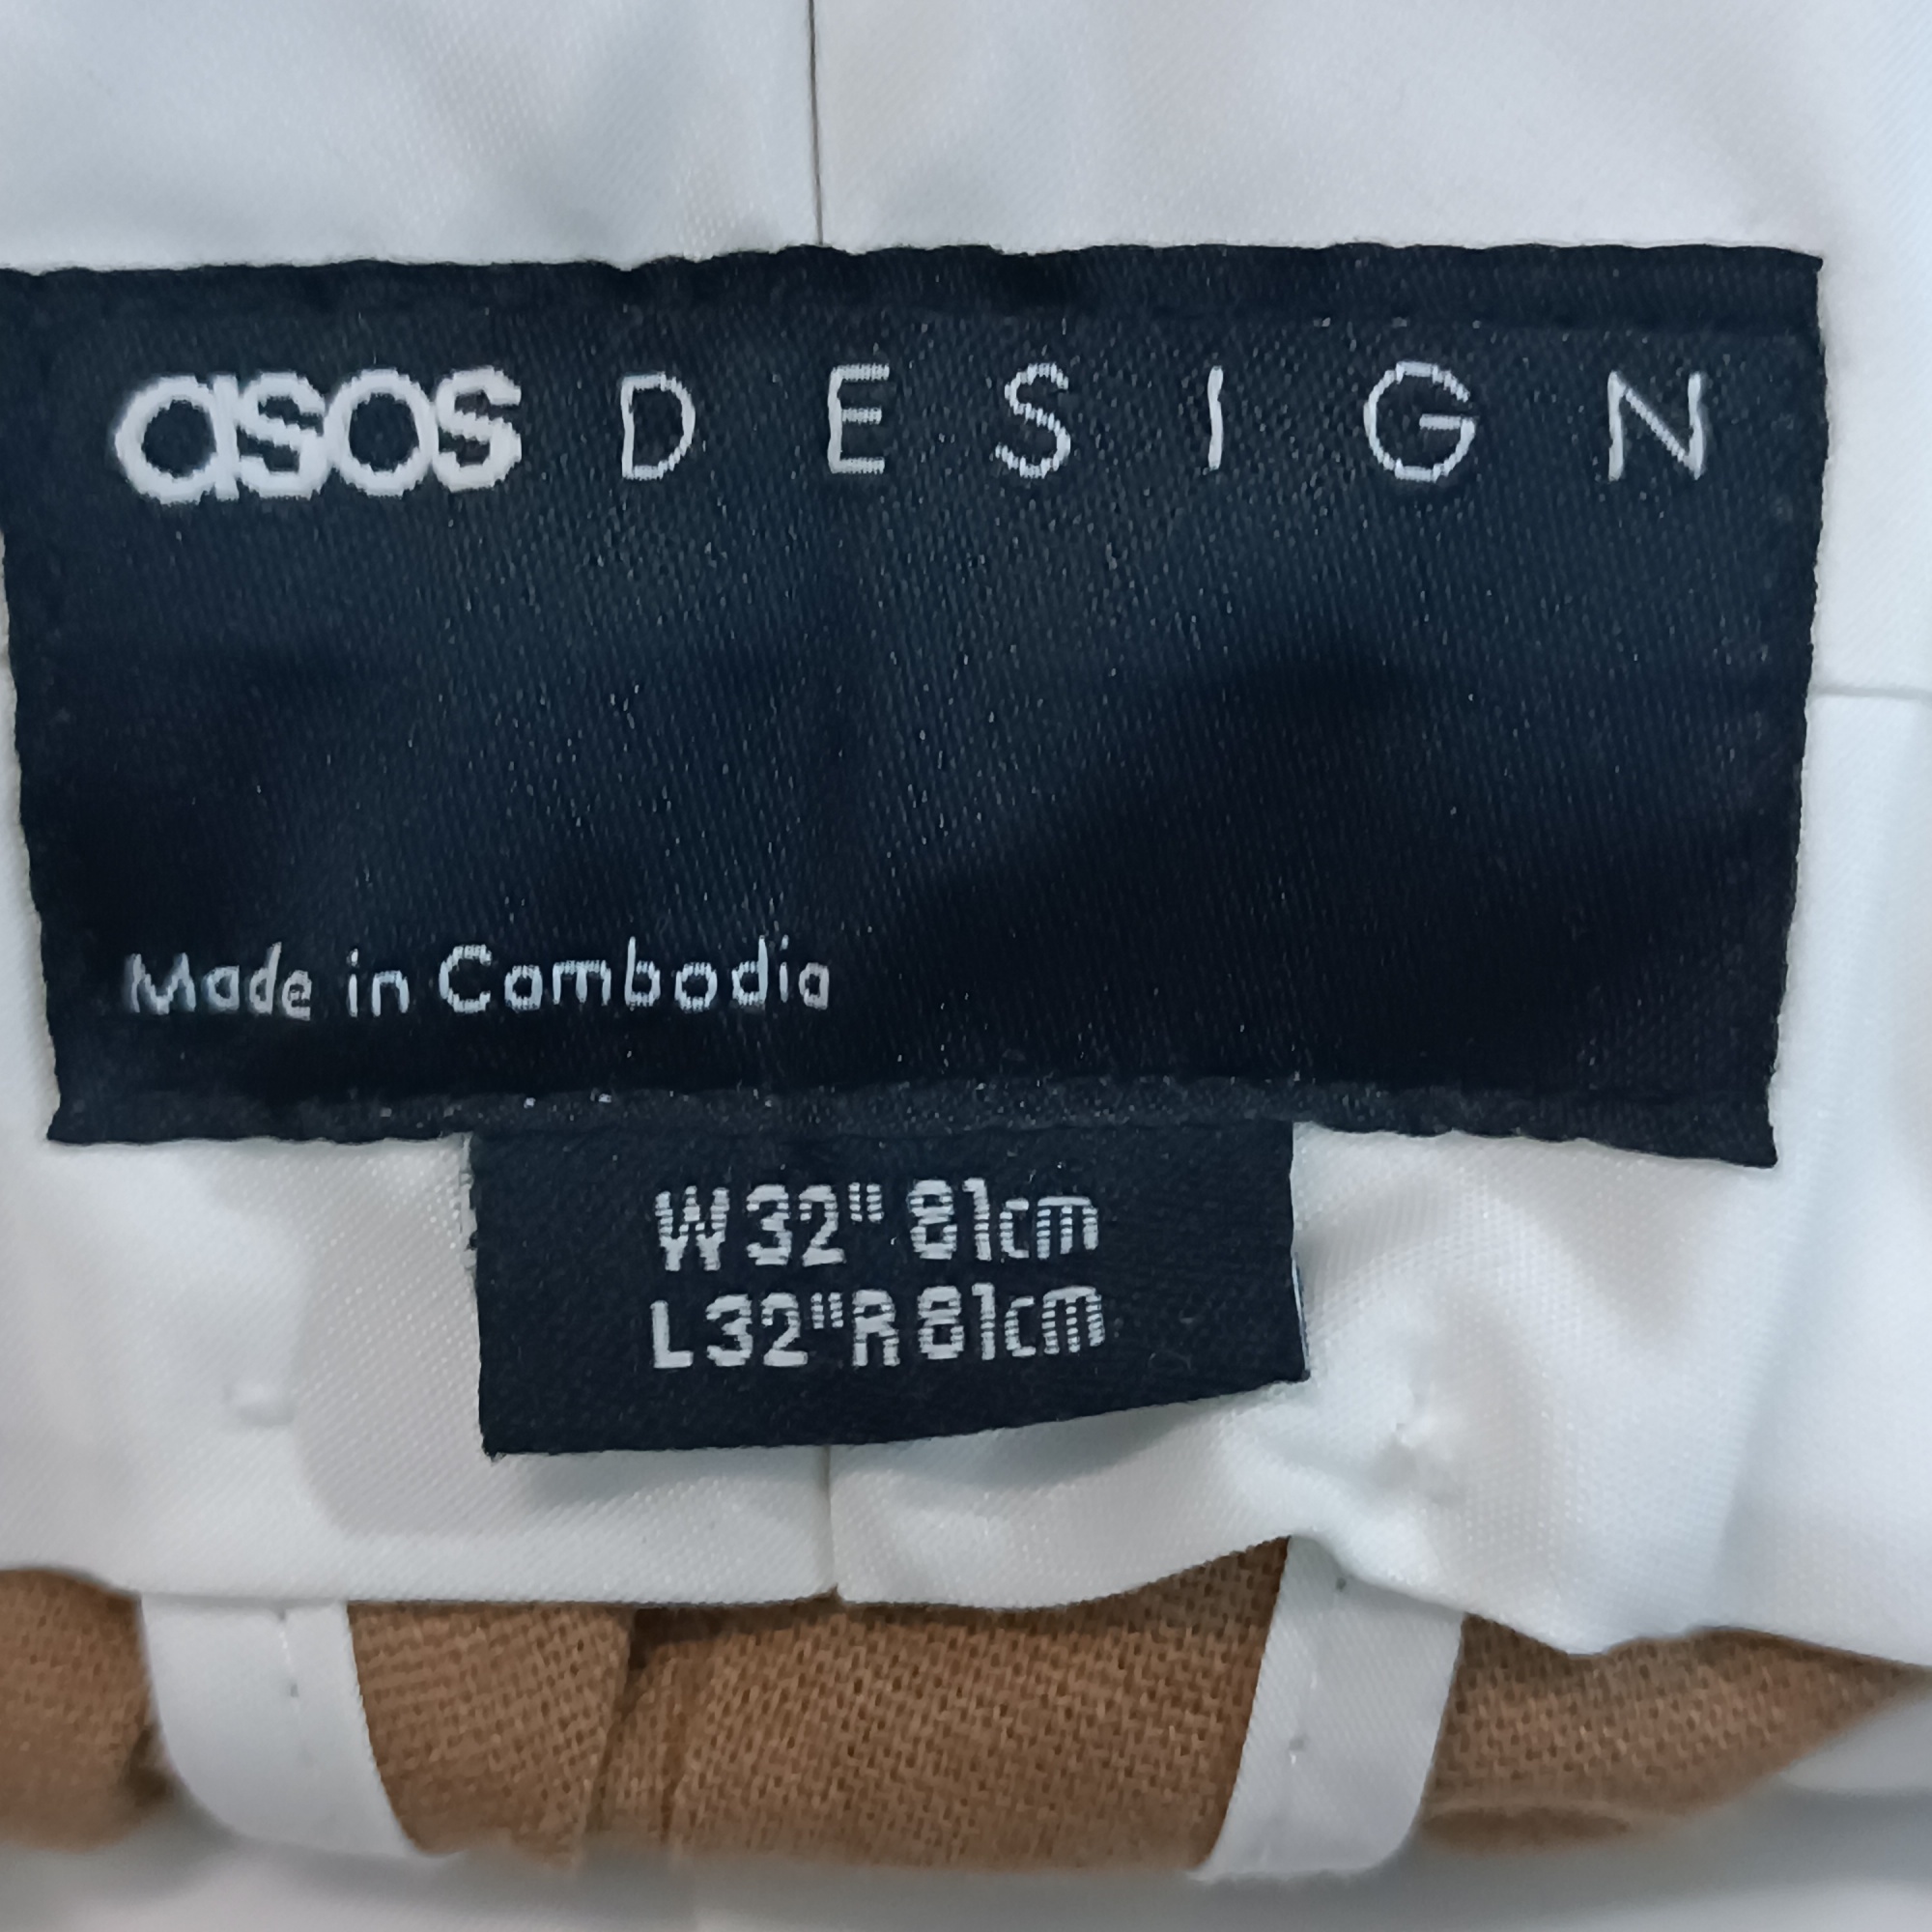 asos DESIGN
Made in Cambodia
W32" 81cm
L32"R 81cm